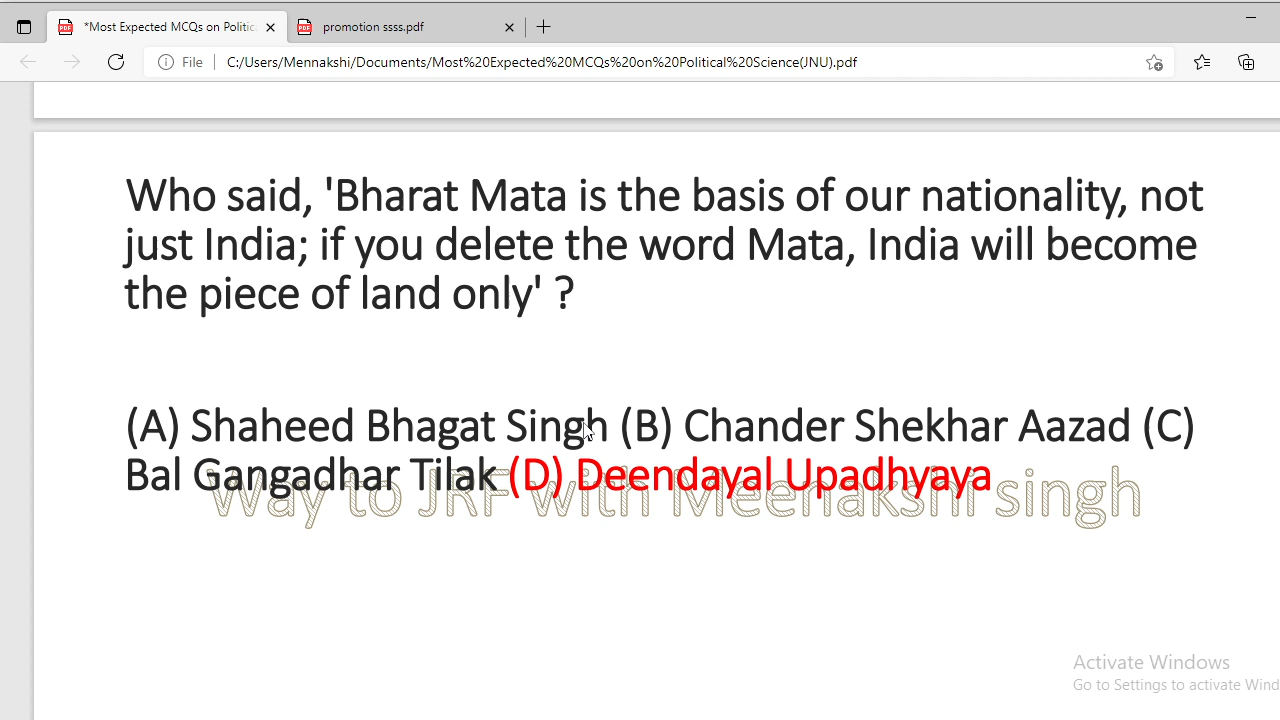 *Most Expected MCQs on Politic
promotion ssss.pdf
File
C:/Users/Mennakshi/Documents/Most%20Expected%20MCQs%20on%20Political%20Science(JNU).pdf
Who said, 'Bharat Mata is the basis of our nationality, not
just India; if you delete the word Mata, India will become
the piece of land only' ?
(A) Shaheed Bhagat Singh (B) Chander Shekhar Aazad (C)
Bal Gangadhar Tilak (D) Deendayal Upadhyaya
Way to JRF with Meenakshi singh
Activate Windows
Go to Settings to activate Wind